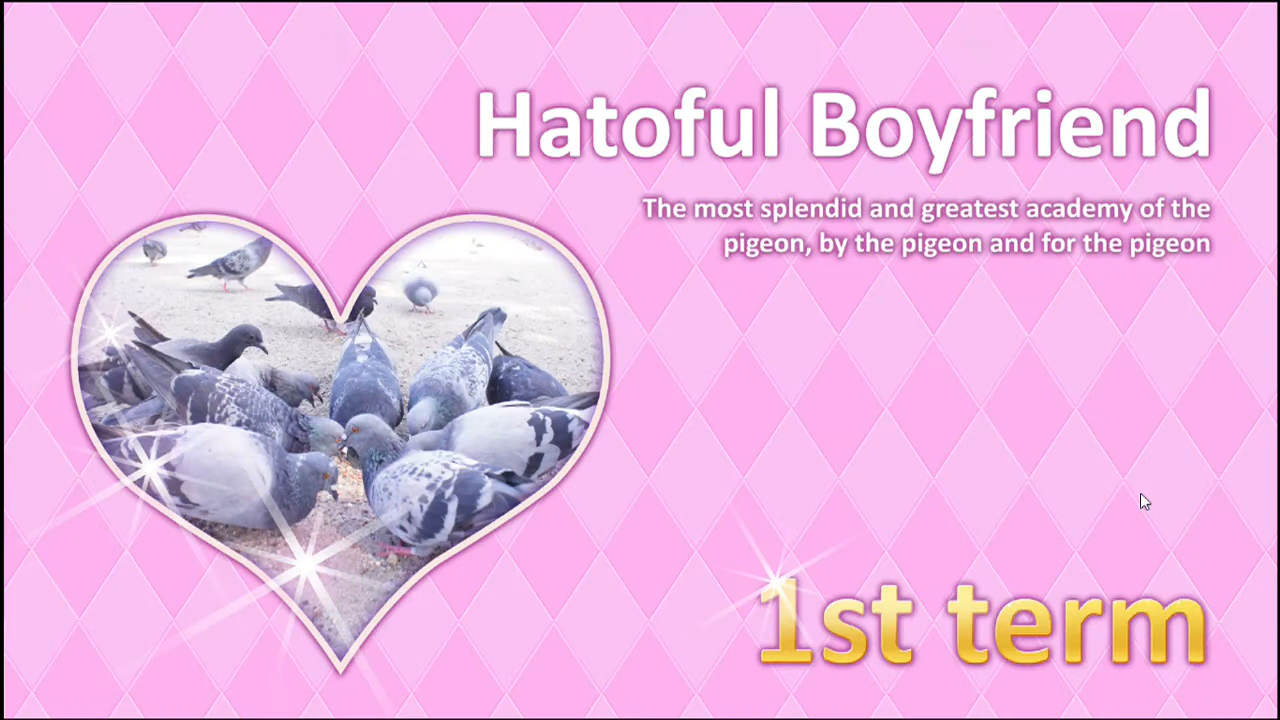 Hatoful Boyfriend
The most splendid and greatest academy of the
pigeon, by the pigeon and for the pigeon
1st term